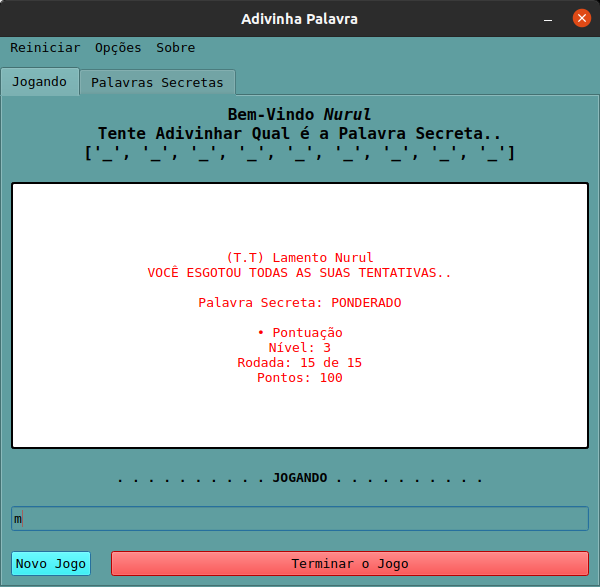 Adivinha Palavra
Reiniciar Opções Sobre
Jogando Palavras Secretas
Bem-Vindo Nurul
Tente Adivinhar Qual é a Palavra Secreta..
['_', '_', '_', '_', '_', '_', '_', '_', '_']
(T.T) Lamento Nurul
VOCÊ ESGOTOU TODAS AS SUAS TENTATIVAS..
Palavra Secreta: PONDERADO
• Pontuação
Nível: 3
Rodada: 15 de 15
Pontos: 100
. . . . . . . . . . JOGANDO . . . . . . . . . .
m
Novo Jogo Terminar o Jogo